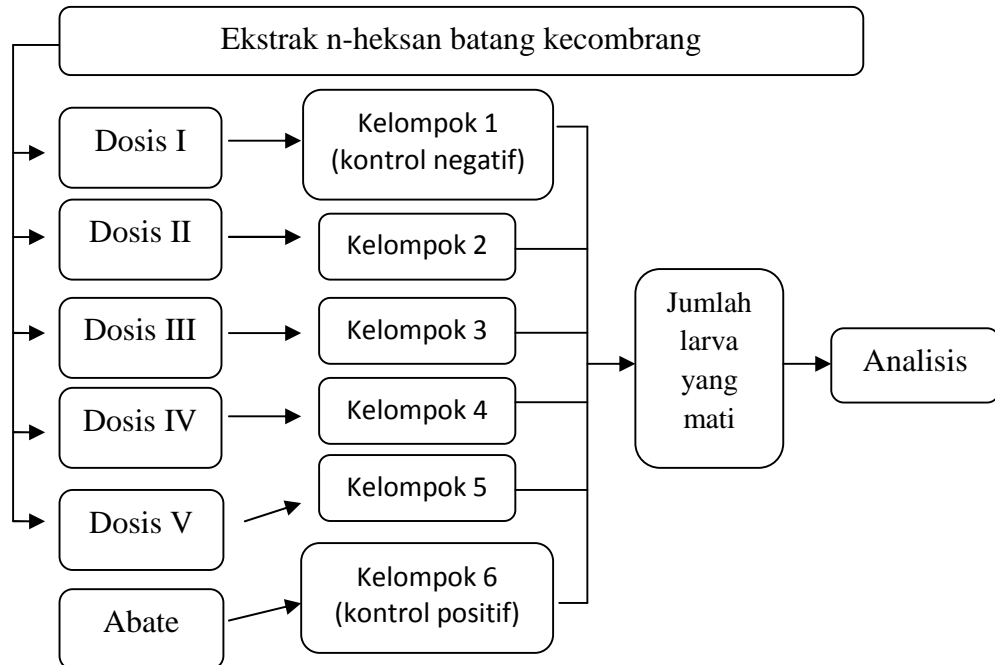 Ekstrak n-heksan batang kecombrang
Dosis I
Kelompok 1
(kontrol negatif)
Dosis II
Kelompok 2
Dosis III
Kelompok 3
Dosis IV
Kelompok 4
Dosis V
Kelompok 5
Abate
Kelompok 6
(kontrol positif)
Jumlah
larva
yang
mati
Analisis